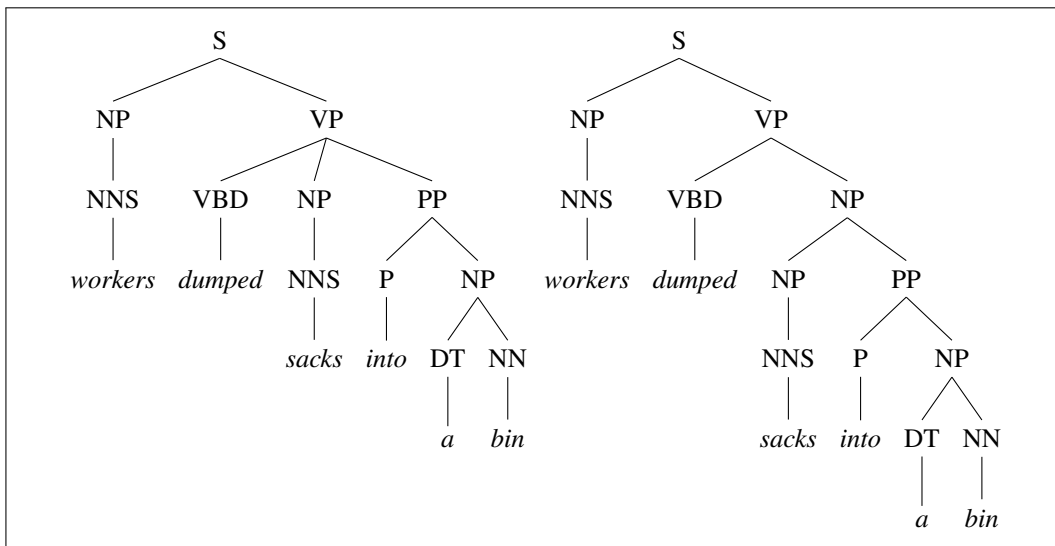 S S
NP VP NP VP
NNS VBD NP PP NNS VBD NP
workers dumped NNS P NP workers dumped NP PP
sacks into DT NN NNS P NP
a bin sacks into DT NN
a bin